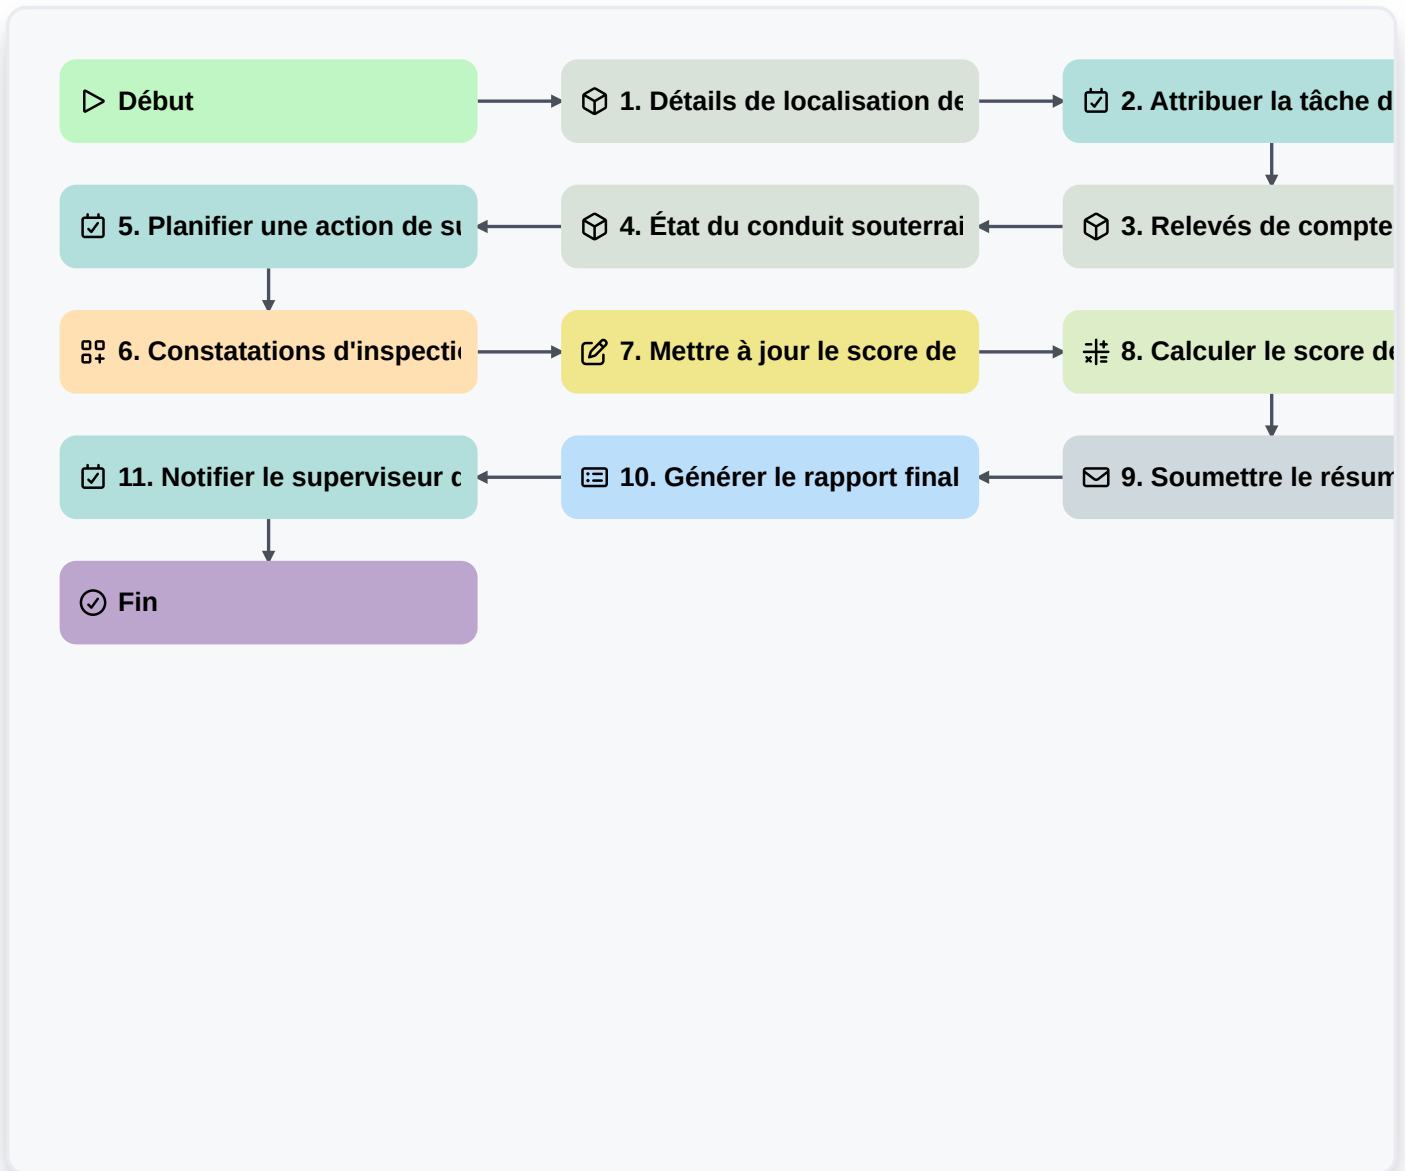 Début
1. Détails de localisation de
2. Attribuer la tâche d
5. Planifier une action de
4. État du conduit souterrai
3. Relevés de compte
6. Constatations d'inspecti
7. Mettre à jour le score de
8. Calculer le score de
11. Notifier le superviseur
10. Générer le rapport final
9. Soumettre le résum
Fin